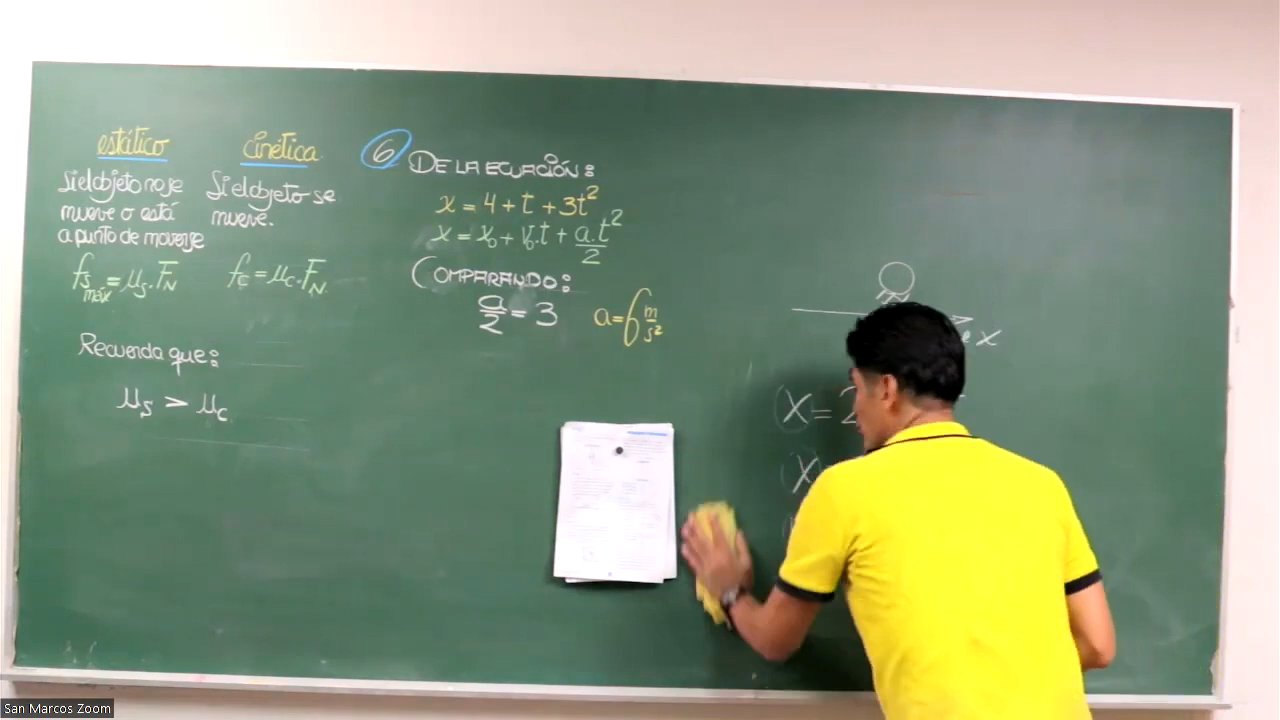 estático
Si el objeto no se
mueve o está
a punto de moverse
fs máx = μs.FN
Cinética
Si el objeto se
mueve.
fc = μc.FN
Recuerda que:
μs > μc
6 DE LA ECUACIÓN:
x = 4 + t + 3t²
x = x₀ + V₀.t + a.t²/2
COMPARANDO:
a/2 = 3 a = 6 m/s²
x
X = 2
X
San Marcos Zoom